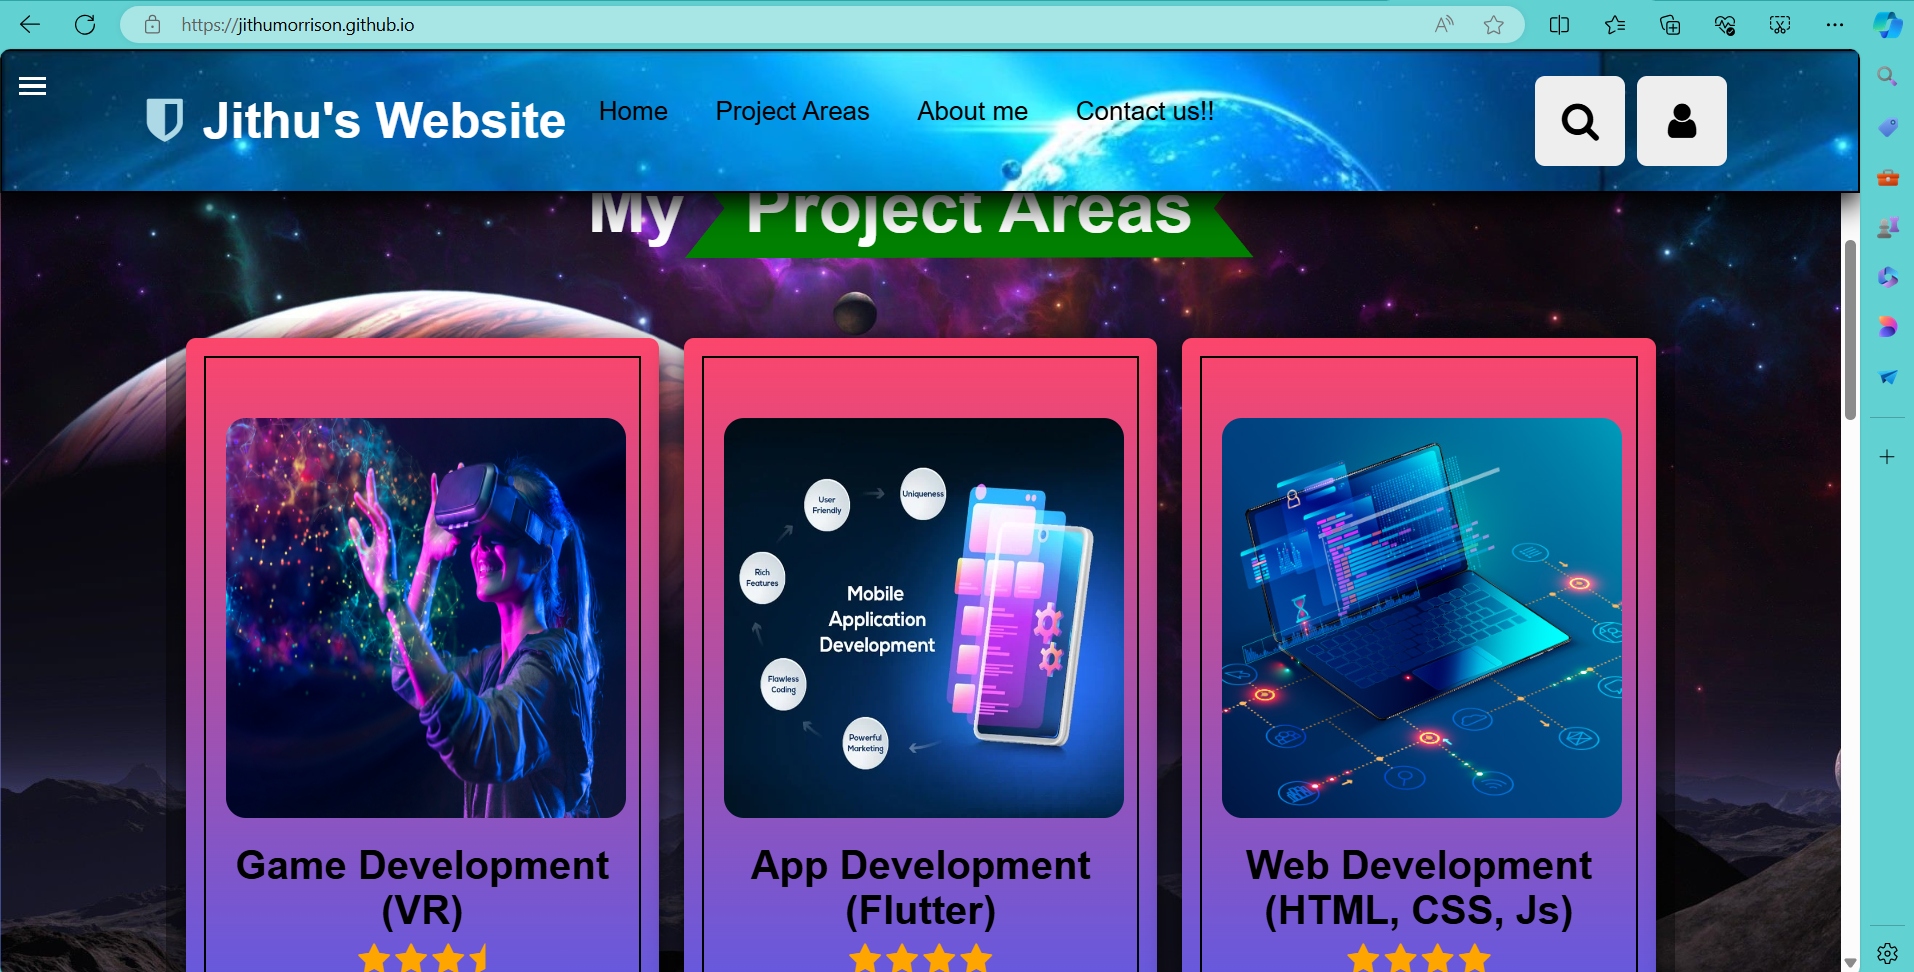 https://jithumorrison.github.io
Jithu's Website
Home
Project Areas
About me
Contact us!!
My Project Areas
User
Friendly
Uniqueness
Rich
Features
Mobile
Application
Development
Flawless
Coding
Powerful
Marketing
Game Development
(VR)
App Development
(Flutter)
Web Development
(HTML, CSS, Js)